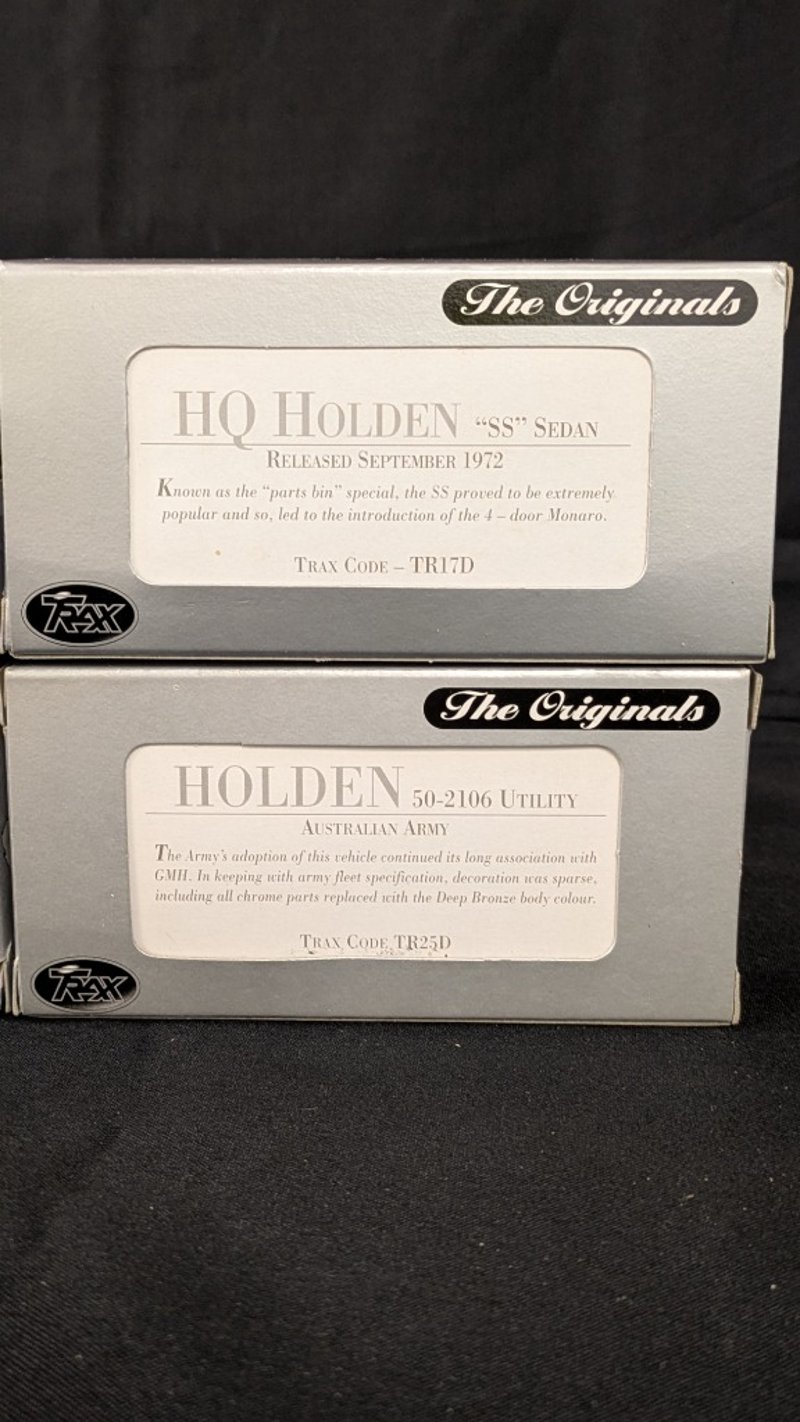 The Originals
HQ HOLDEN “SS” SEDAN
RELEASED SEPTEMBER 1972
Known as the “parts bin” special, the SS proved to be extremely
popular and so, led to the introduction of the 4 – door Monaro.
TRAX CODE – TR17D
TRAX
The Originals
HOLDEN 50-2106 UTILITY
AUSTRALIAN ARMY
The Army's adoption of this vehicle continued its long association with
GMH. In keeping with army fleet specification, decoration was sparse,
including all chrome parts replaced with the Deep Bronze body colour.
TRAX CODE TR25D
TRAX